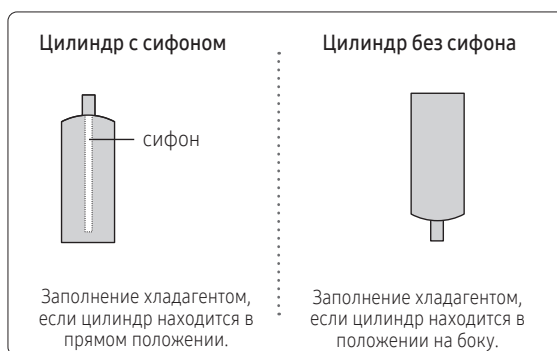 Цилиндр с сифоном
сифон
Заполнение хладагентом,
если цилиндр находится в
прямом положении.
Цилиндр без сифона
Заполнение хладагентом,
если цилиндр находится в
положении на боку.